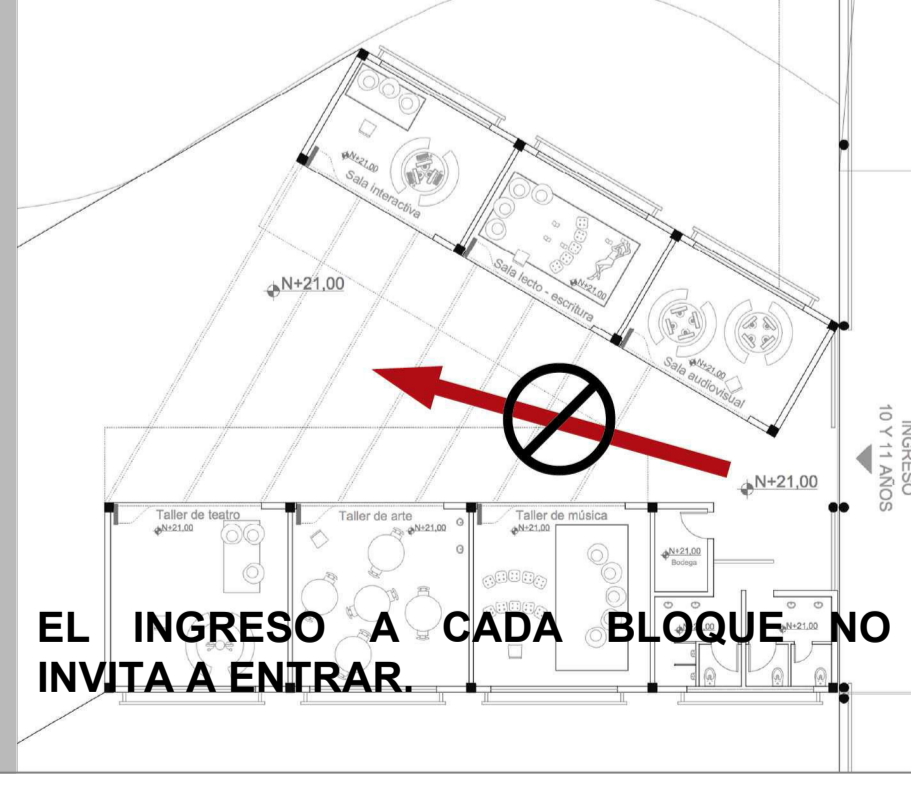 N+21,00
Sala interactiva
N+21,00
N+21,00
Sala lecto - escritura
N+21,00
Sala audiovisual
INGRESO
10 Y 11 AÑOS
N+21,00
N+21,00
Taller de teatro
N+21,00
Taller de arte
N+21,00
Taller de música
N+21,00
N+21,00
Bodega
EL INGRESO A CADA BLOQUE NO
INVITA A ENTRAR.
N+21,00